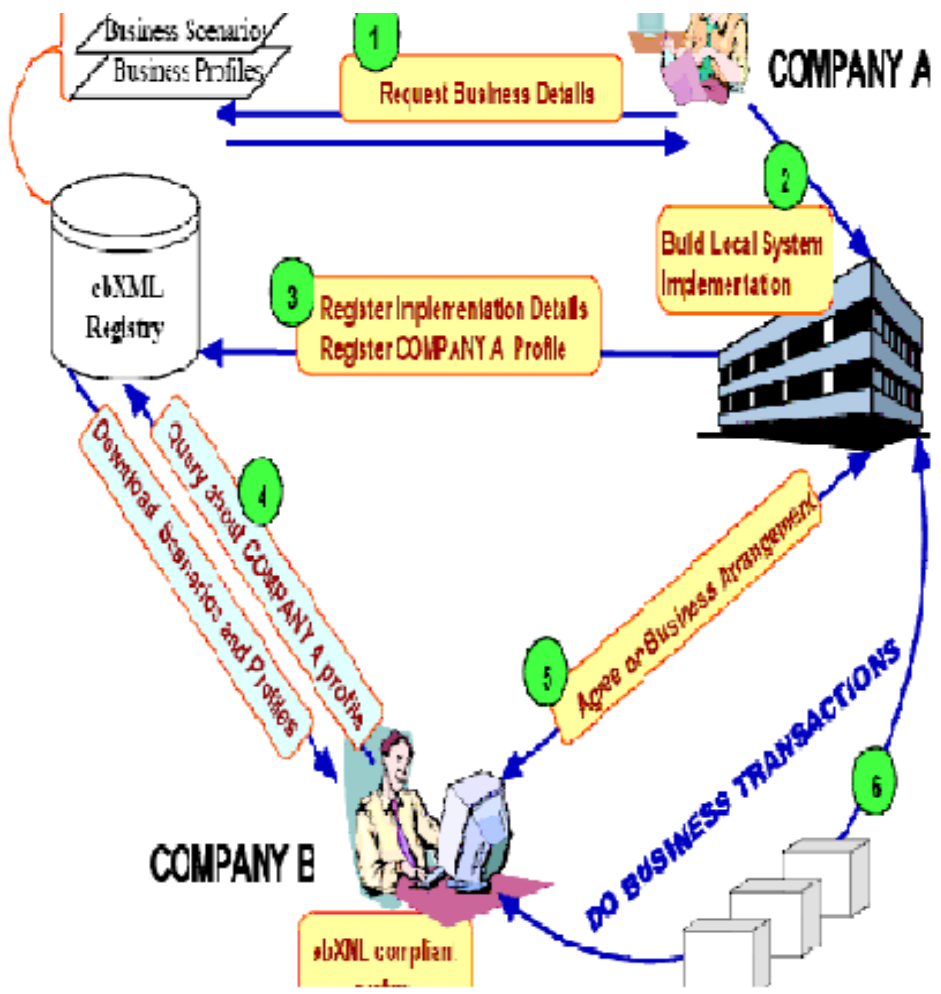 Business Scenarios
Business Profiles
1
Request Business Details
COMPANY A
2
Build Local System
Implementation
ebXML
Registry
3
Register Implementation Details
Register COMPANY A Profile
Download Scenarios and Profiles
Query about COMPANY A profile
4
5
Agree on Business Arrangement
DO BUSINESS TRANSACTIONS
6
COMPANY B
ebXML compliant